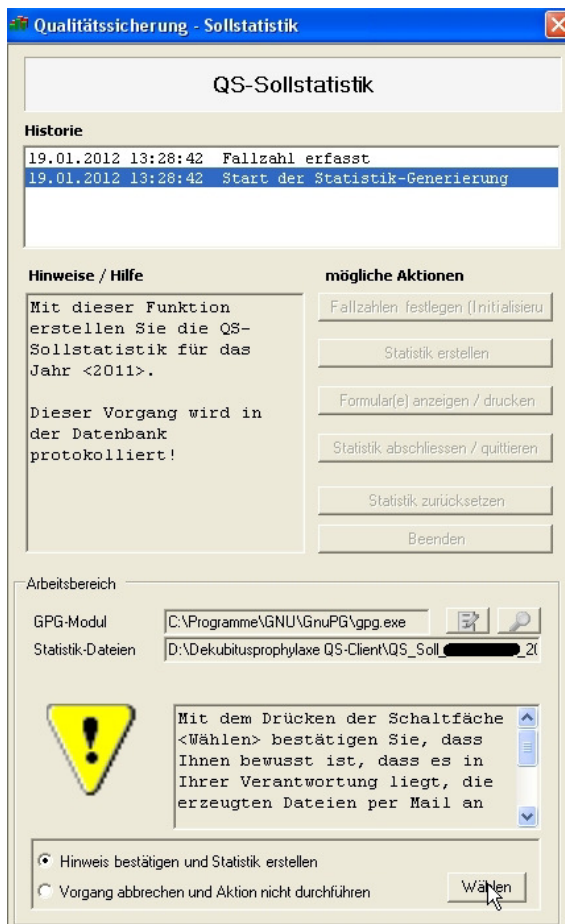 Qualitätssicherung - Sollstatistik
QS-Sollstatistik
Historie
19.01.2012 13:28:42 Fallzahl erfasst
19.01.2012 13:28:42 Start der Statistik-Generierung
Hinweise / Hilfe
Mit dieser Funktion
erstellen Sie die QS-
Sollstatistik für das
Jahr <2011>.
Dieser Vorgang wird in
der Datenbank
protokolliert!
mögliche Aktionen
Fallzahlen festlegen (Initialisieru
Statistik erstellen
Formular(e) anzeigen / drucken
Statistik abschliessen / quittieren
Statistik zurücksetzen
Beenden
Arbeitsbereich
GPG-Modul C:\Programme\GNU\GnuPG\gpg.exe
Statistik-Dateien D:\Dekubitusprophylaxe QS-Client\QS_Soll_ _20
Mit dem Drücken der Schaltfäche
<Wählen> bestätigen Sie, dass
Ihnen bewusst ist, dass es in
Ihrer Verantwortung liegt, die
erzeugten Dateien per Mail an
Hinweis bestätigen und Statistik erstellen
Vorgang abbrechen und Aktion nicht durchführen
Wählen